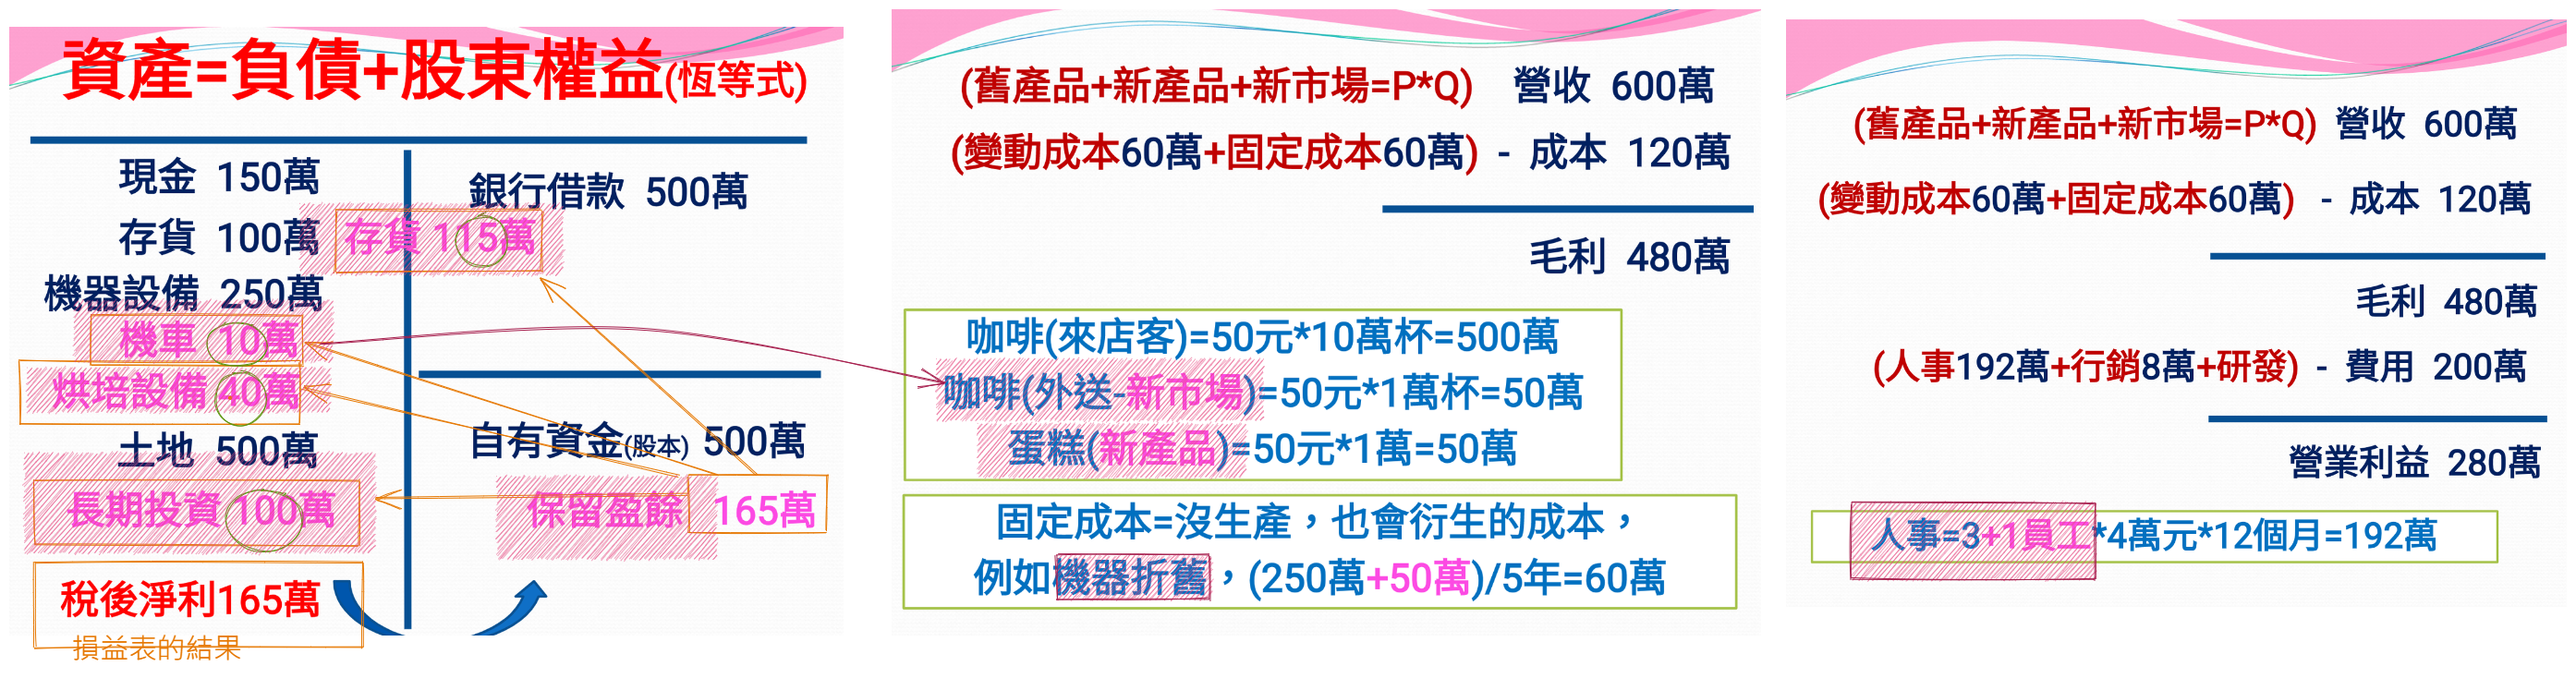 資產=負債+股東權益(恆等式)
現金 150萬
銀行借款 500萬
存貨 100萬
存貨 115萬
機器設備 250萬
機車 10萬
烘培設備 40萬
土地 500萬
自有資金(股本) 500萬
長期投資 100萬
保留盈餘 165萬
稅後淨利165萬
損益表的結果
(舊產品+新產品+新市場=P*Q) 營收 600萬
(變動成本60萬+固定成本60萬) - 成本 120萬
毛利 480萬
咖啡(來店客)=50元*10萬杯=500萬
咖啡(外送-新市場)=50元*1萬杯=50萬
蛋糕(新產品)=50元*1萬=50萬
固定成本=沒生產，也會衍生的成本，
例如機器折舊，(250萬+50萬)/5年=60萬
(舊產品+新產品+新市場=P*Q) 營收 600萬
(變動成本60萬+固定成本60萬) - 成本 120萬
毛利 480萬
(人事192萬+行銷8萬+研發) - 費用 200萬
營業利益 280萬
人事=3+1員工*4萬元*12個月=192萬